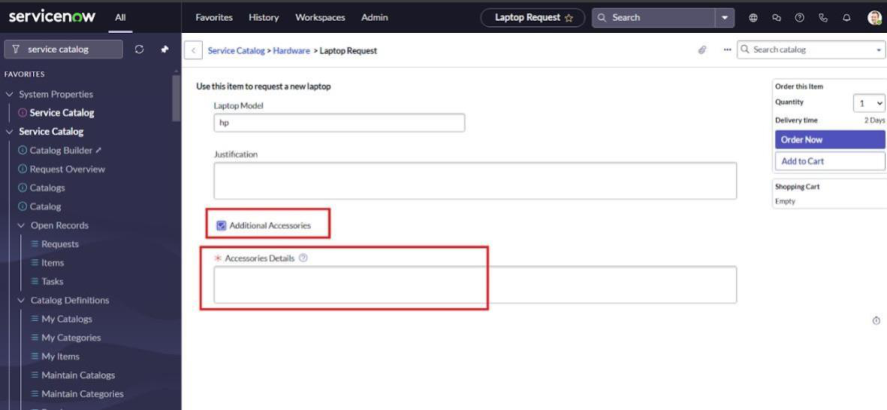 servicenow All Favorites History Workspaces Admin Laptop Request Search
service catalog
Service Catalog > Hardware > Laptop Request
Search catalog
FAVORITES
System Properties
Service Catalog
Service Catalog
Catalog Builder
Request Overview
Catalogs
Catalog
Open Records
Requests
Items
Tasks
Catalog Definitions
My Catalogs
My Categories
My Items
Maintain Catalogs
Maintain Categories
Use this item to request a new laptop
Laptop Model
hp
Justification
Additional Accessories
* Accessories Details
Order this Item
Quantity 1
Delivery time 2 Days
Order Now
Add to Cart
Shopping Cart
Empty